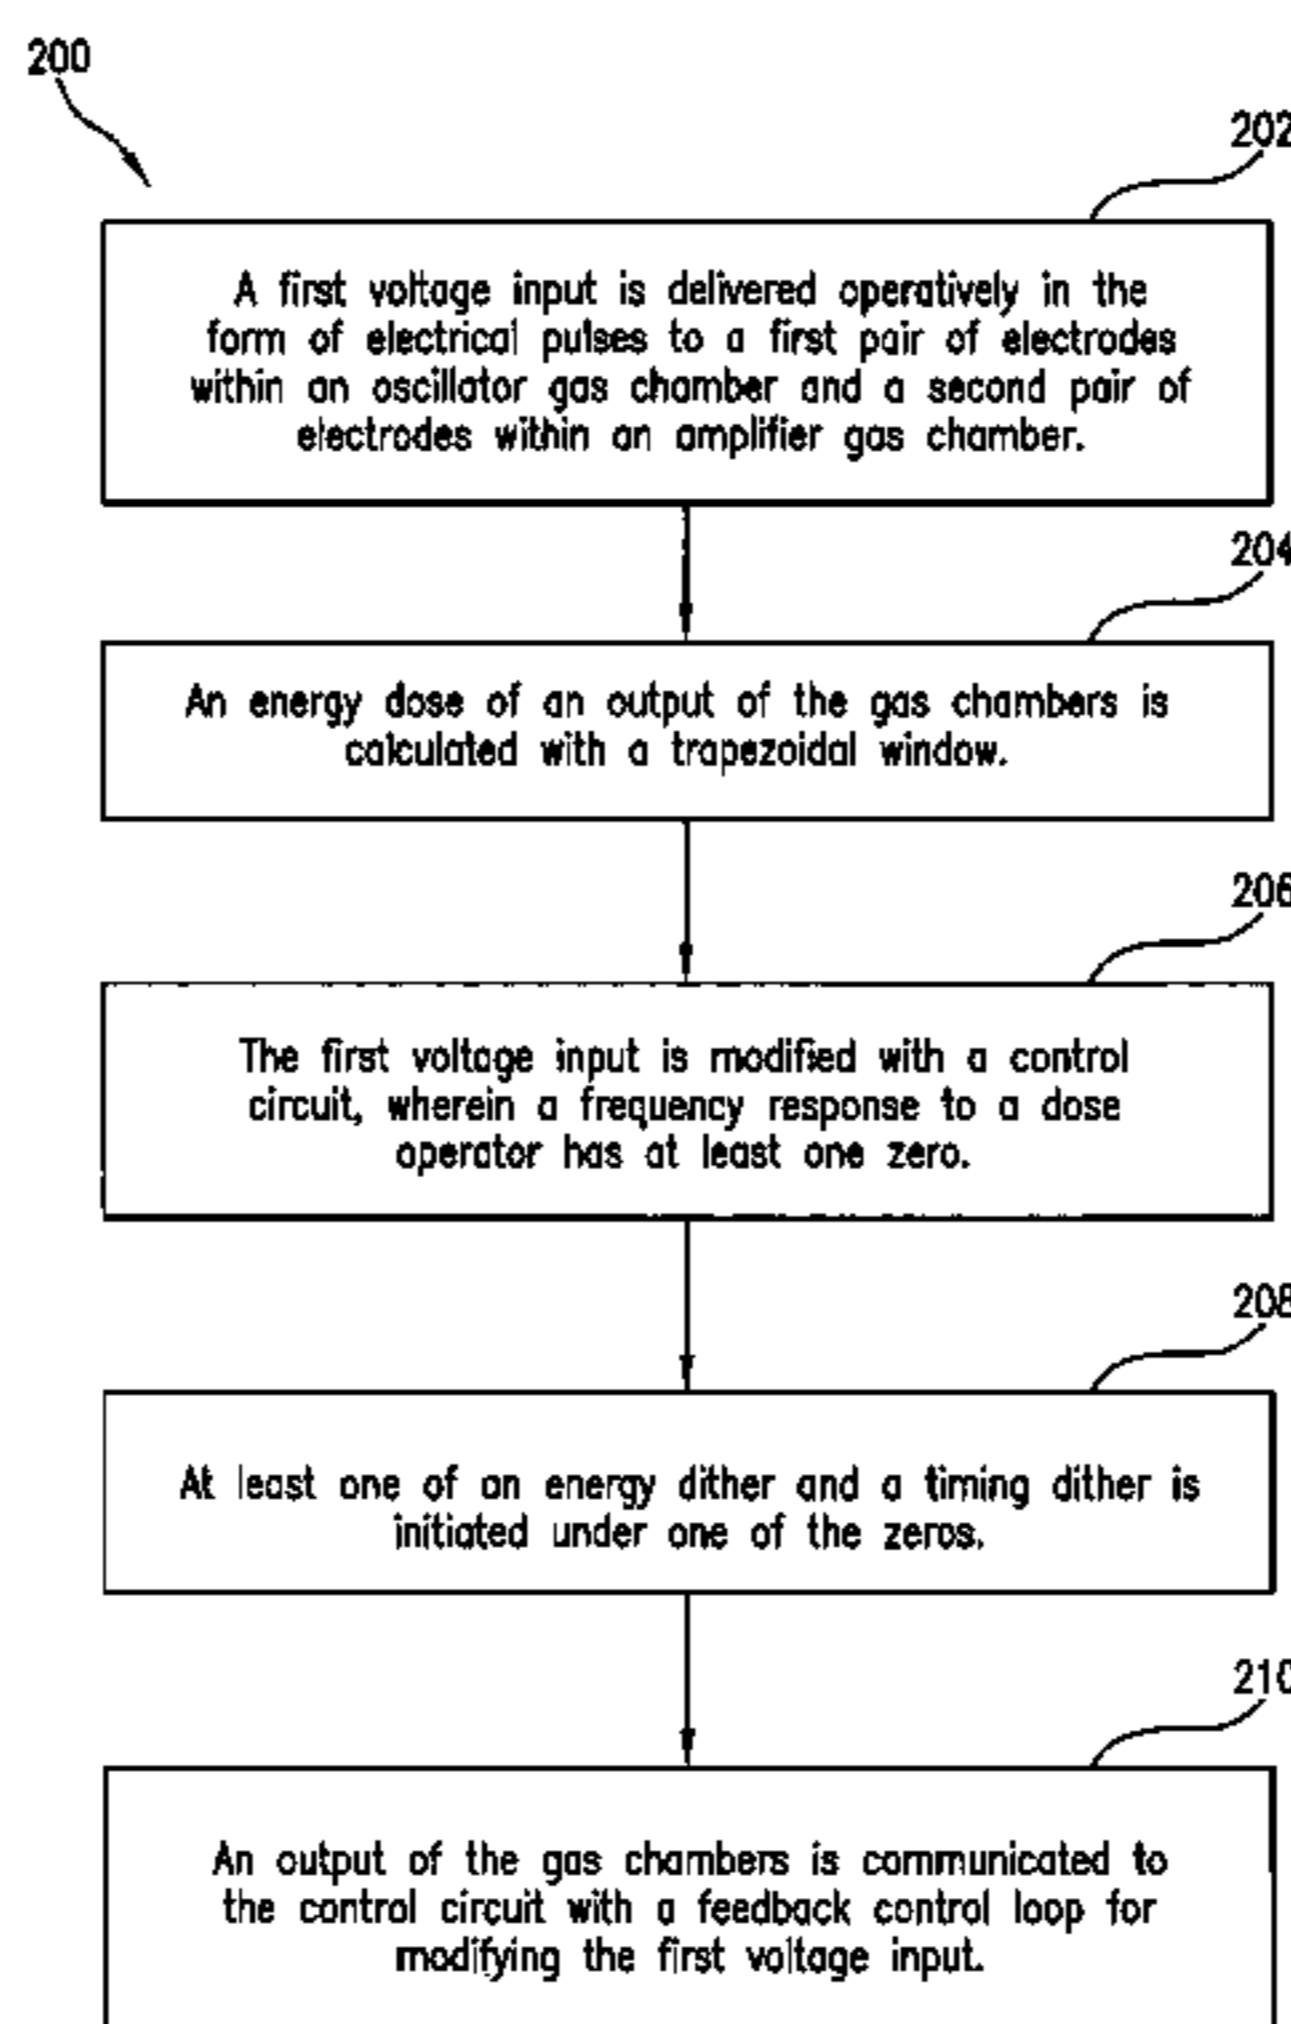 200
202
A first voltage input is delivered operatively in the
form of electrical pulses to a first pair of electrodes
within an oscillator gas chamber and a second pair of
electrodes within an amplifier gas chamber.
204
An energy dose of an output of the gas chambers is
calculated with a trapezoidal window.
206
The first voltage input is modified with a control
circuit, wherein a frequency response to a dose
operator has at least one zero.
208
At least one of an energy dither and a timing dither is
initiated under one of the zeros.
210
An output of the gas chambers is communicated to
the control circuit with a feedback control loop for
modifying the first voltage input.